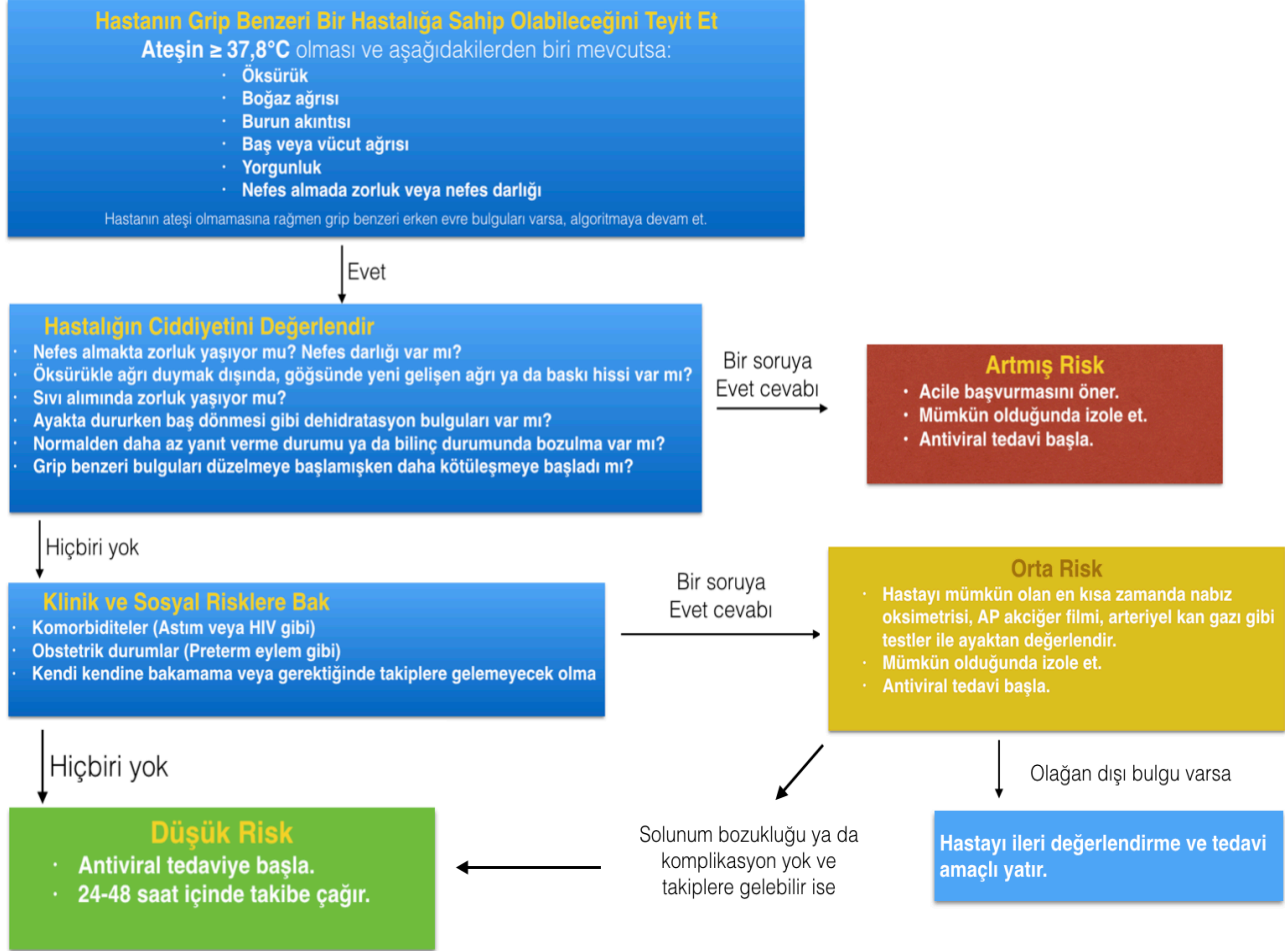 Hastanın Grip Benzeri Bir Hastalığa Sahip Olabileceğini Teyit Et
Ateşin ≥ 37,8°C olması ve aşağıdakilerden biri mevcutsa:
· Öksürük
· Boğaz ağrısı
· Burun akıntısı
· Baş veya vücut ağrısı
· Yorgunluk
· Nefes almada zorluk veya nefes darlığı
Hastanın ateşi olmamasına rağmen grip benzeri erken evre bulguları varsa, algoritmaya devam et.
Evet
Hastalığın Ciddiyetini Değerlendir
· Nefes almakta zorluk yaşıyor mu? Nefes darlığı var mı?
· Öksürükle ağrı duymak dışında, göğsünde yeni gelişen ağrı ya da baskı hissi var mı?
· Sıvı alımında zorluk yaşıyor mu?
· Ayakta dururken baş dönmesi gibi dehidratasyon bulguları var mı?
· Normalden daha az yanıt verme durumu ya da bilinç durumunda bozulma var mı?
· Grip benzeri bulguları düzelmeye başlamışken daha kötüleşmeye başladı mı?
Bir soruya
Evet cevabı
Artmış Risk
· Acile başvurmasını öner.
· Mümkün olduğunda izole et.
· Antiviral tedavi başla.
Hiçbiri yok
Klinik ve Sosyal Risklere Bak
· Komorbiditeler (Astım veya HIV gibi)
· Obstetrik durumlar (Preterm eylem gibi)
· Kendi kendine bakamama veya gerektiğinde takiplere gelemeyecek olma
Bir soruya
Evet cevabı
Orta Risk
· Hastayı mümkün olan en kısa zamanda nabız
oksimetrisi, AP akciğer filmi, arteriyel kan gazı gibi
testler ile ayaktan değerlendir.
· Mümkün olduğunda izole et.
· Antiviral tedavi başla.
Hiçbiri yok
Olağan dışı bulgu varsa
Düşük Risk
· Antiviral tedaviye başla.
· 24-48 saat içinde takibe çağır.
Solunum bozukluğu ya da
komplikasyon yok ve
takiplere gelebilir ise
Hastayı ileri değerlendirme ve tedavi
amaçlı yatır.